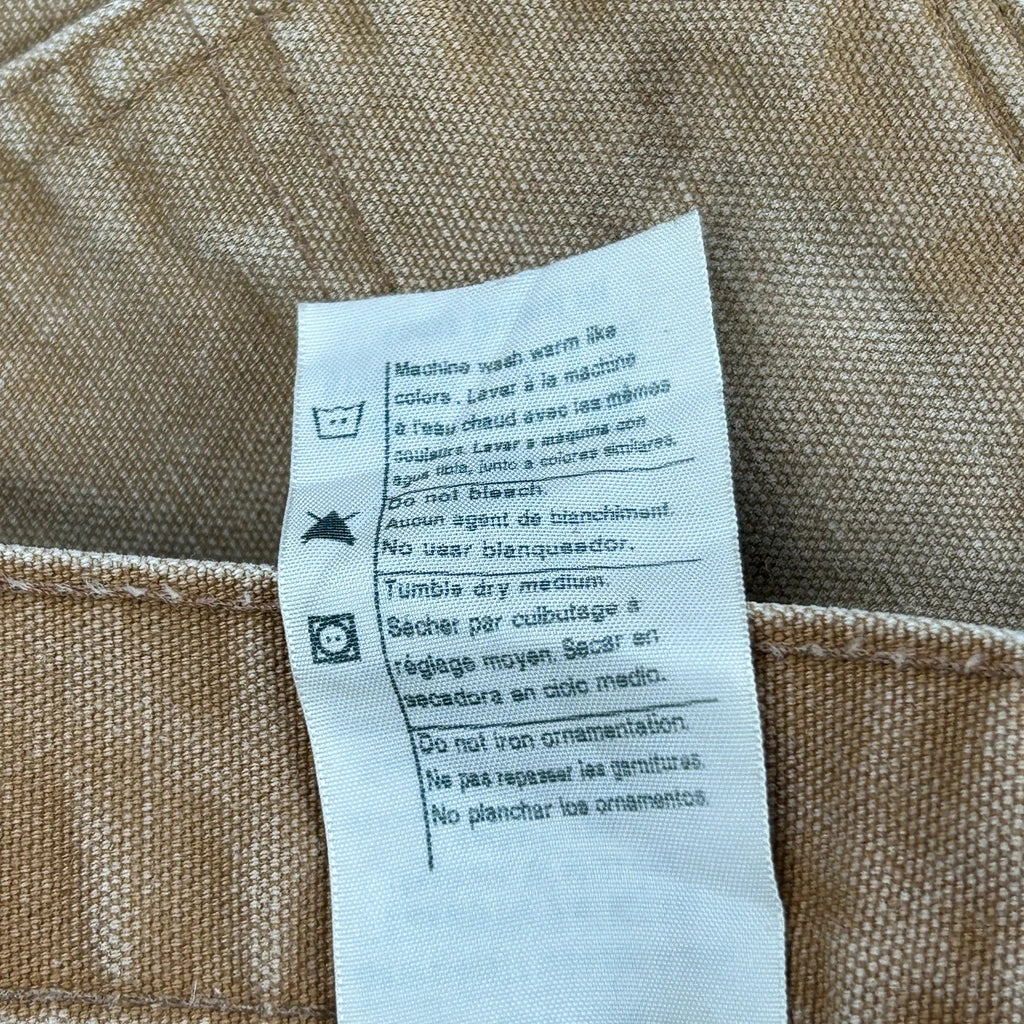 Machine wash warm like
colors. Laver à la machine
à l'eau chaud avec les mêmes
couleurs. Lavar a maquina con
agua tibia, junto a colores similares.
Do not bleach.
Aucun agent de blanchiment
No usar blanqueador.
Tumble dry medium.
Sécher par culbutage à
réglage moyen. Secar en
secadora en ciclo medio.
Do not iron ornamentation.
Ne pas repasser les garnitures.
No planchar los ornamentos.